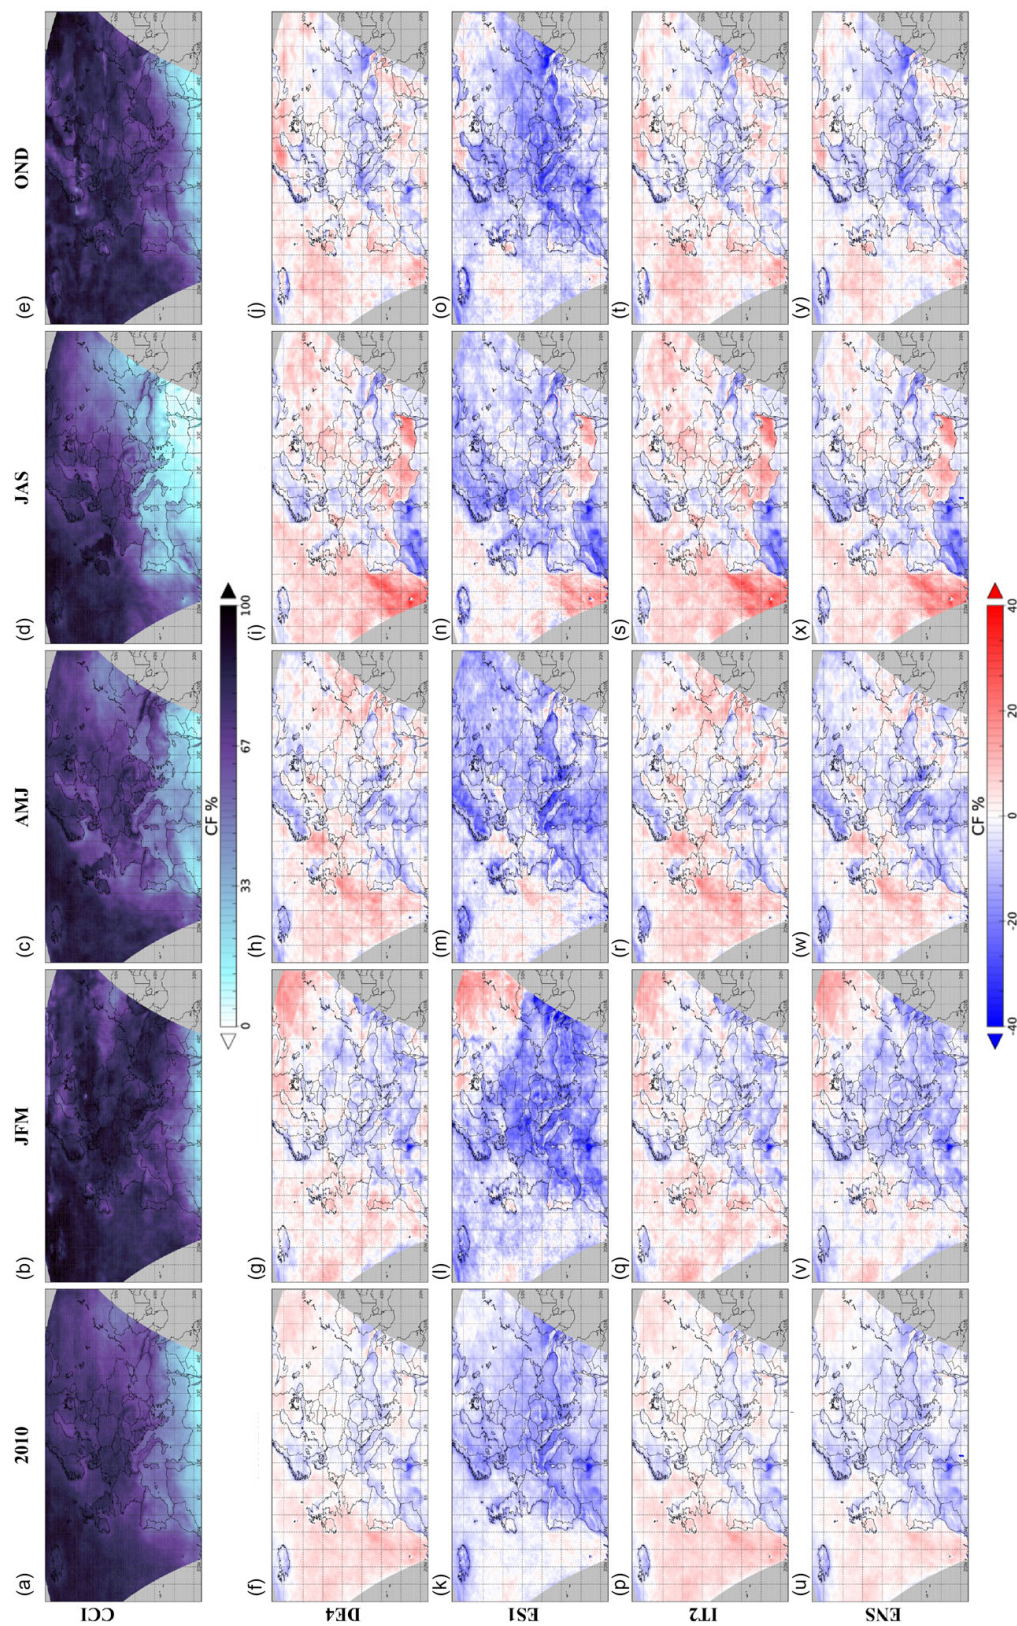 2010 JFM AMJ JAS OND
CCI (a) (b) (c) (d) (e)
0 33 67 100
CF %
DE4 (f) (g) (h) (i) (j)
ES1 (k) (l) (m) (n) (o)
IT2 (p) (q) (r) (s) (t)
ENS (u) (v) (w) (x) (y)
-40 -20 0 20 40
CF %